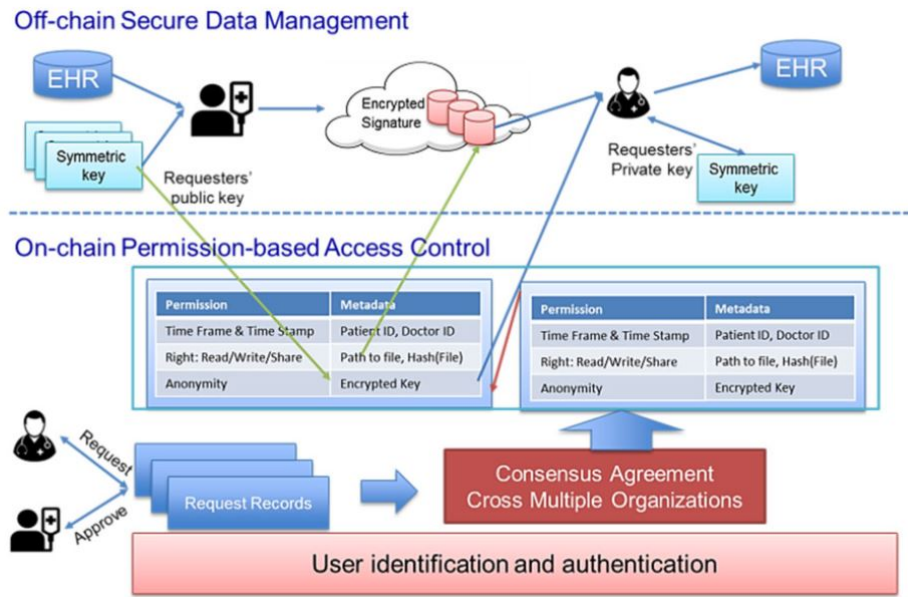 Off-chain Secure Data Management
EHR
Symmetric
key
Requesters'
public key
Encrypted
Signature
Requesters'
Private key
EHR
Symmetric
key
On-chain Permission-based Access Control
Permission Metadata
Time Frame & Time Stamp Patient ID, Doctor ID
Right: Read/Write/Share Path to file, Hash(File)
Anonymity Encrypted Key
Permission Metadata
Time Frame & Time Stamp Patient ID, Doctor ID
Right: Read/Write/Share Path to file, Hash(File)
Anonymity Encrypted Key
Request
Approve
Request Records
Consensus Agreement
Cross Multiple Organizations
User identification and authentication